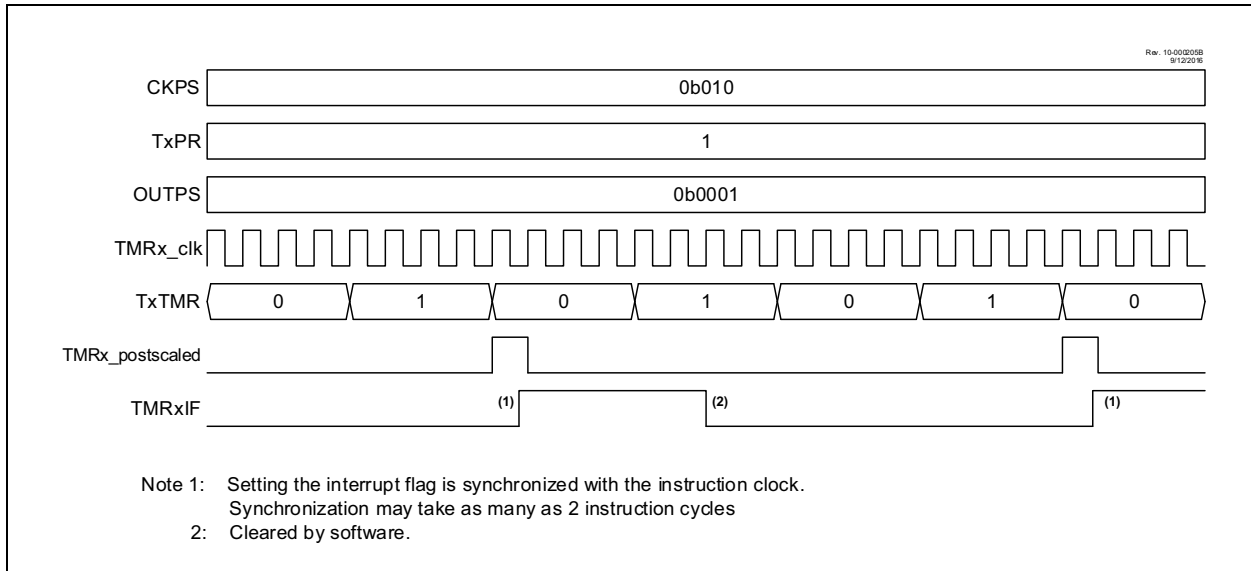 Rev. 10-000205B
9/12/2016
CKPS 0b010
TxPR 1
OUTPS 0b0001
TMRx_clk
TxTMR 0 1 0 1 0 1 0
TMRx_postscaled
TMRxIF (1) (2) (1)
Note 1: Setting the interrupt flag is synchronized with the instruction clock.
Synchronization may take as many as 2 instruction cycles
2: Cleared by software.